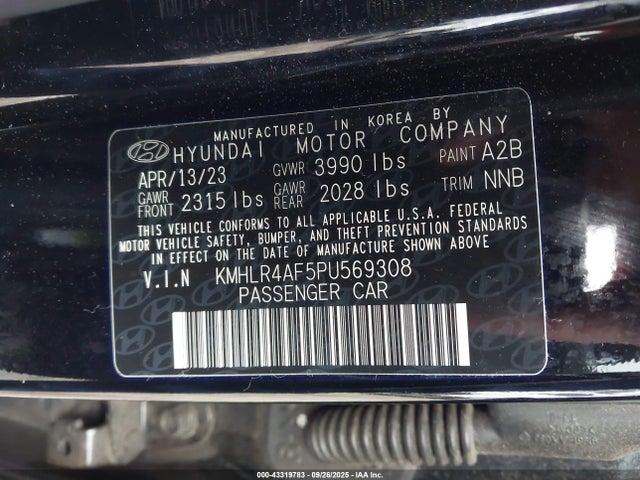 MANUFACTURED IN KOREA BY
HYUNDAI MOTOR COMPANY
APR/13/23 GVWR 3990 lbs PAINT A2B
GAWR FRONT 2315 lbs GAWR REAR 2028 lbs TRIM NNB
THIS VEHICLE CONFORMS TO ALL APPLICABLE U.S.A. FEDERAL
MOTOR VEHICLE SAFETY, BUMPER, AND THEFT PREVENTION STANDARDS
IN EFFECT ON THE DATE OF MANUFACTURE SHOWN ABOVE
V.I.N KMHLR4AF5PU569308
PASSENGER CAR
000-43319783 - 09/26/2025 - IAA Inc.